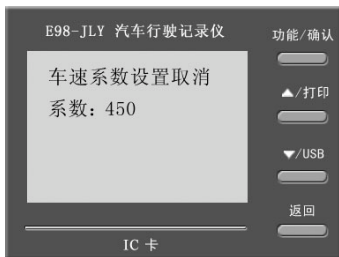 E98-JLY 汽车行驶记录仪
功能/确认
车速系数设置取消
系数: 450
▲/打印
▼/USB
返回
IC 卡